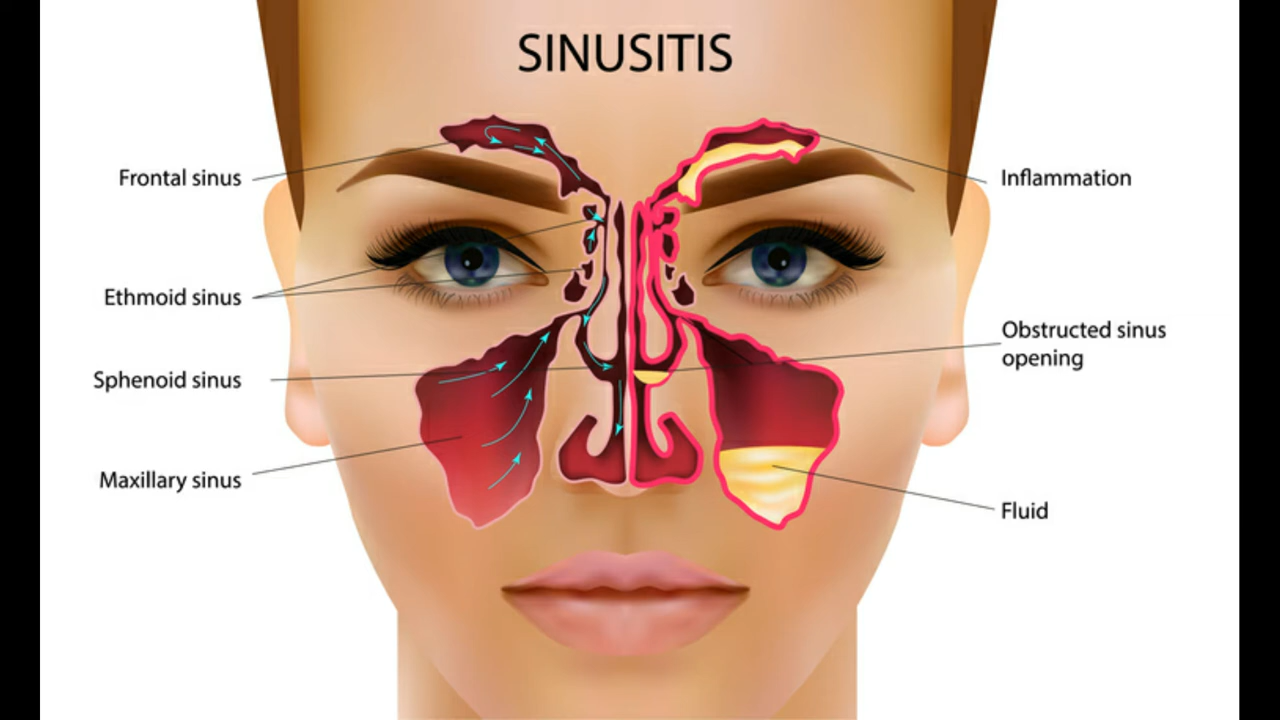 SINUSITIS
Frontal sinus
Ethmoid sinus
Sphenoid sinus
Maxillary sinus
Inflammation
Obstructed sinus
opening
Fluid